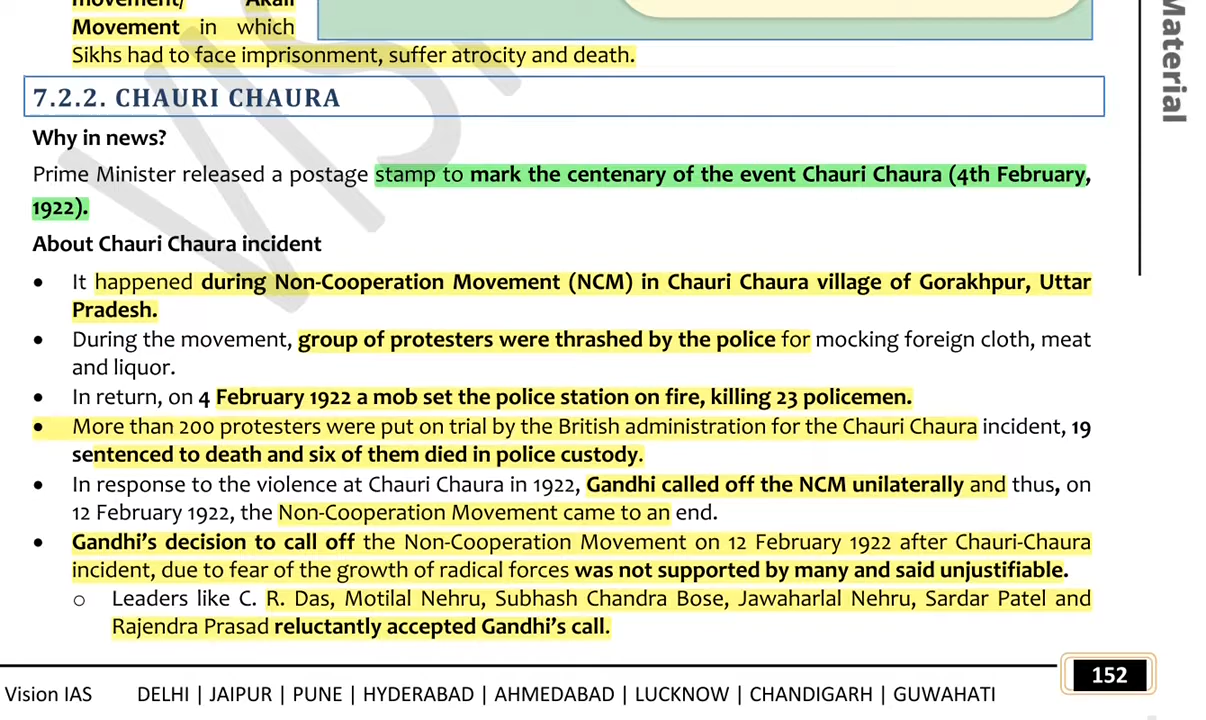 movement/ Akali
Movement in which
Sikhs had to face imprisonment, suffer atrocity and death.
Material
7.2.2. CHAURI CHAURA
Why in news?
Prime Minister released a postage stamp to mark the centenary of the event Chauri Chaura (4th February,
1922).
About Chauri Chaura incident
• It happened during Non-Cooperation Movement (NCM) in Chauri Chaura village of Gorakhpur, Uttar
Pradesh.
• During the movement, group of protesters were thrashed by the police for mocking foreign cloth, meat
and liquor.
• In return, on 4 February 1922 a mob set the police station on fire, killing 23 policemen.
• More than 200 protesters were put on trial by the British administration for the Chauri Chaura incident, 19
sentenced to death and six of them died in police custody.
• In response to the violence at Chauri Chaura in 1922, Gandhi called off the NCM unilaterally and thus, on
12 February 1922, the Non-Cooperation Movement came to an end.
• Gandhi's decision to call off the Non-Cooperation Movement on 12 February 1922 after Chauri-Chaura
incident, due to fear of the growth of radical forces was not supported by many and said unjustifiable.
o Leaders like C. R. Das, Motilal Nehru, Subhash Chandra Bose, Jawaharlal Nehru, Sardar Patel and
Rajendra Prasad reluctantly accepted Gandhi's call.
152
Vision IAS DELHI | JAIPUR | PUNE | HYDERABAD | AHMEDABAD | LUCKNOW | CHANDIGARH | GUWAHATI